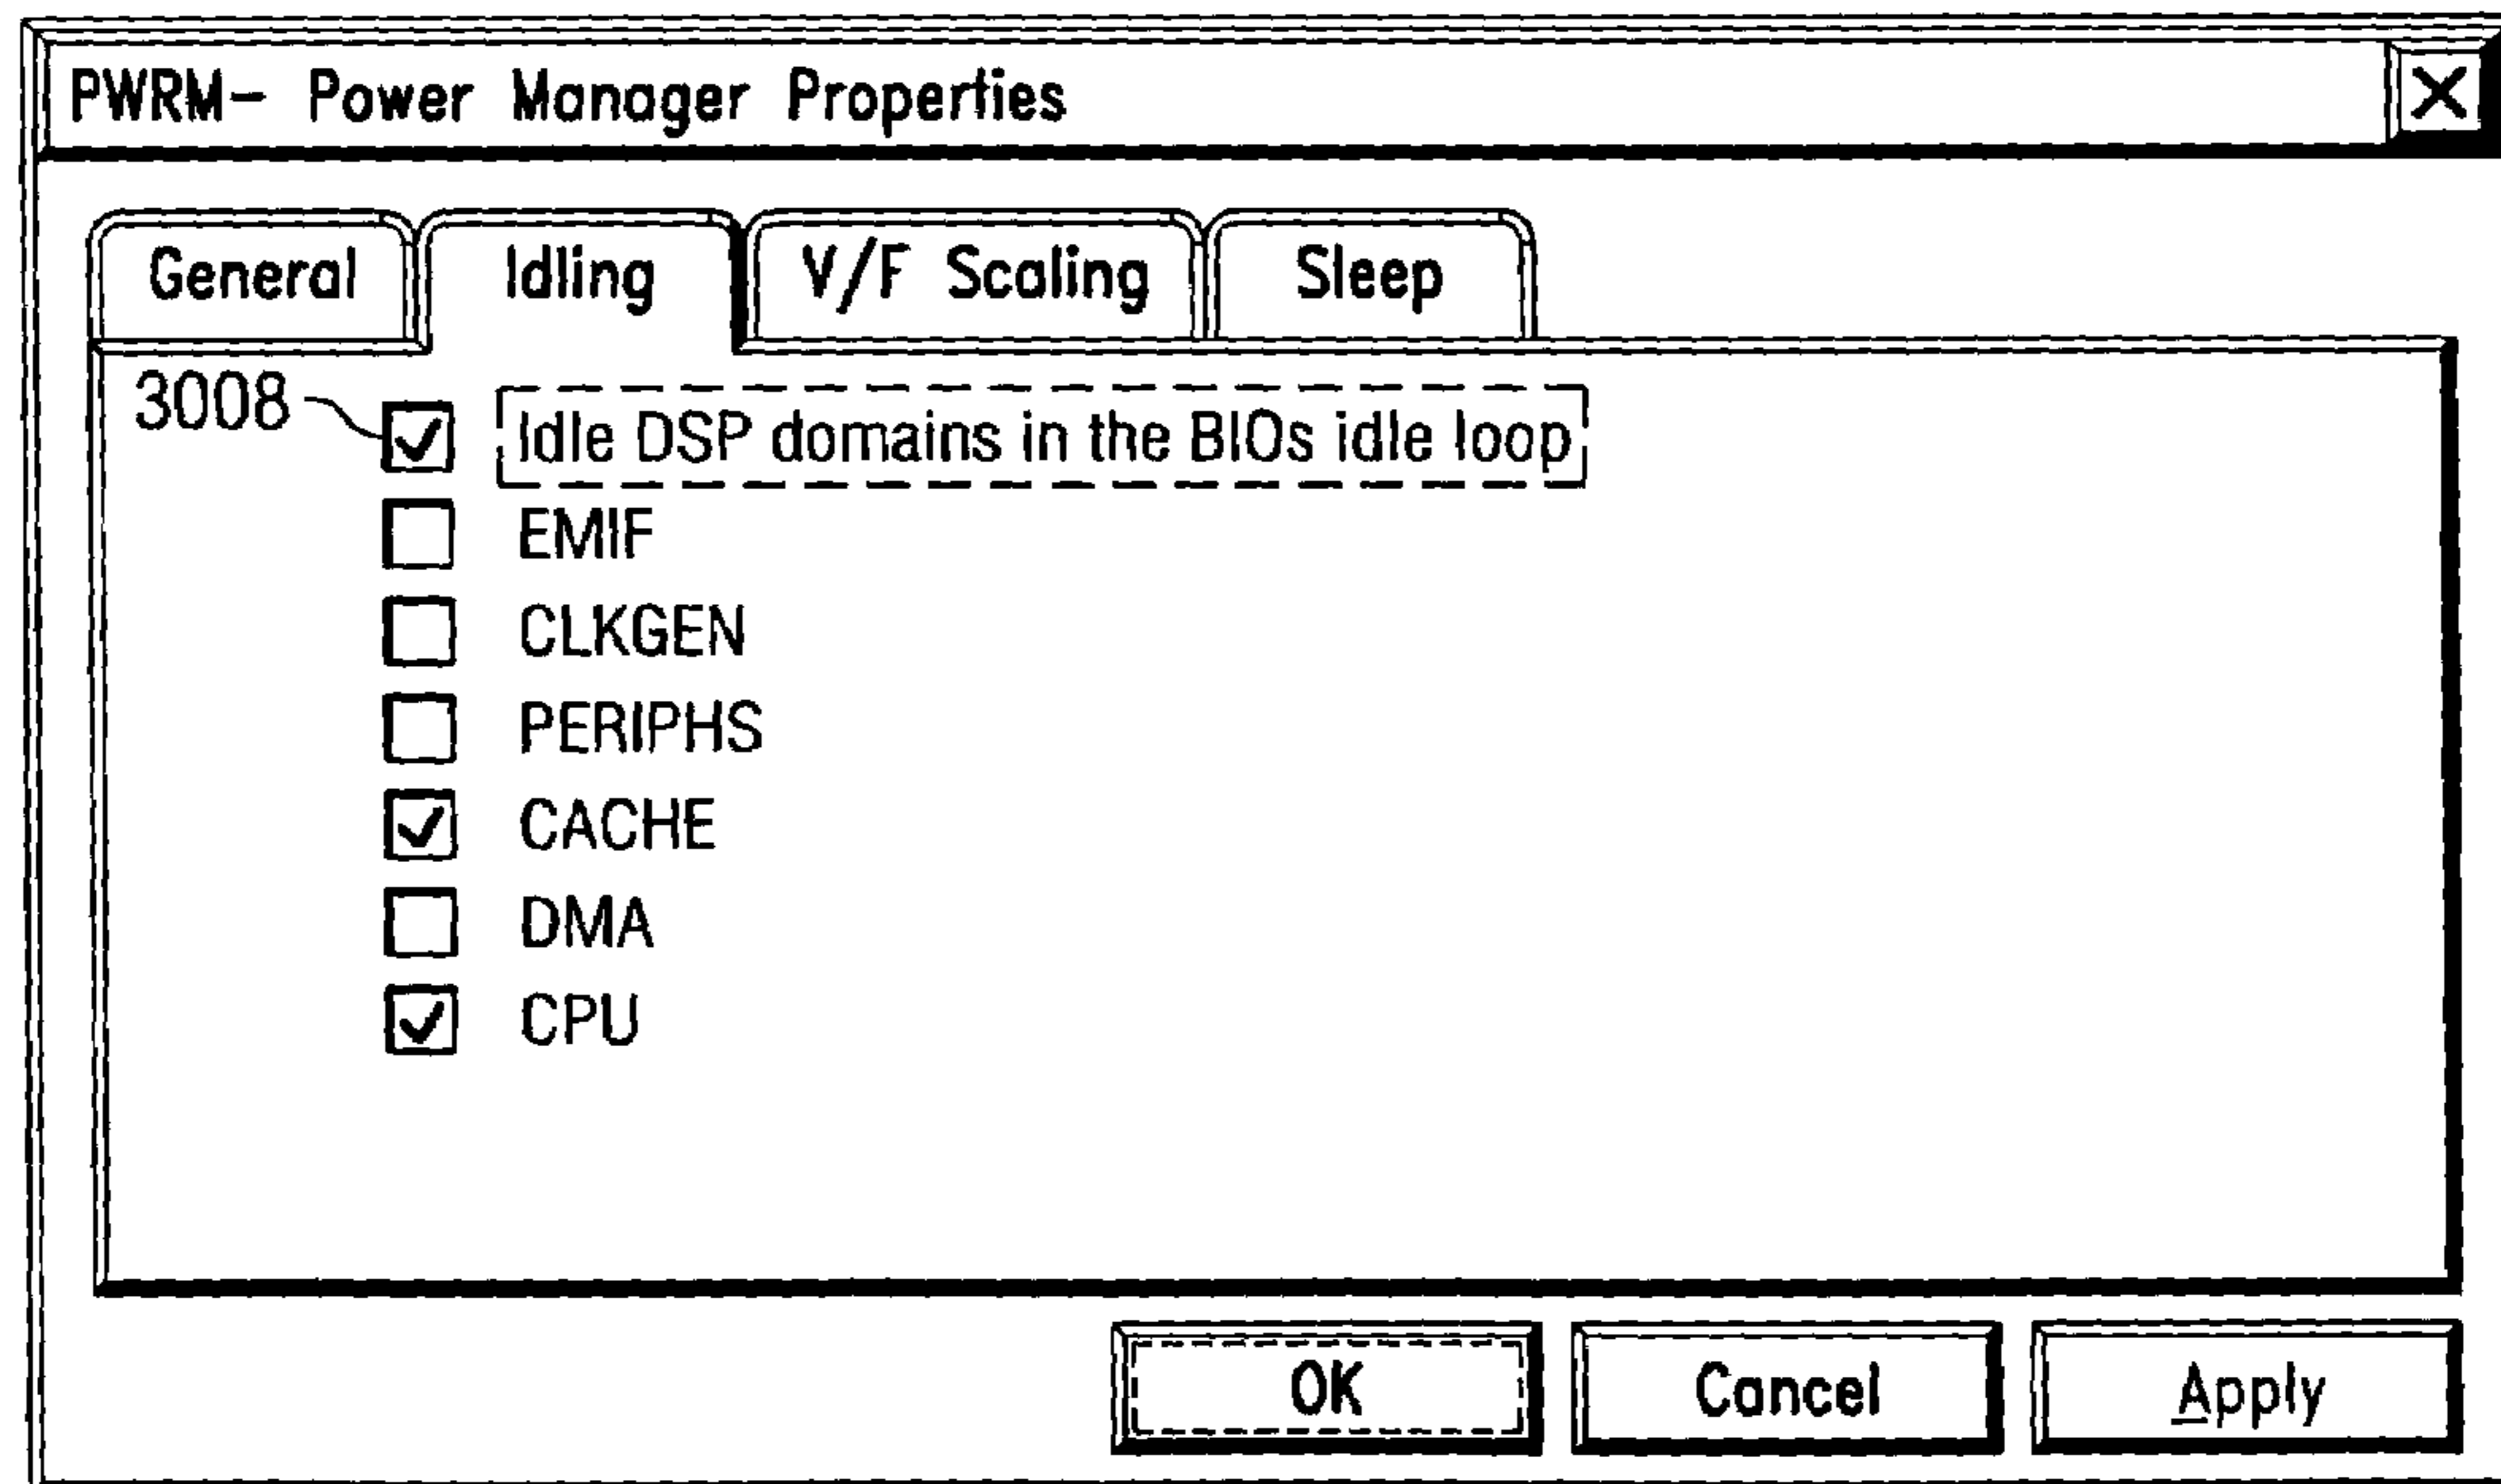 PWRM- Power Manager Properties
General Idling V/F Scaling Sleep
3008 Idle DSP domains in the BIOs idle loop
EMIF
CLKGEN
PERIPHS
CACHE
DMA
CPU
OK Cancel Apply